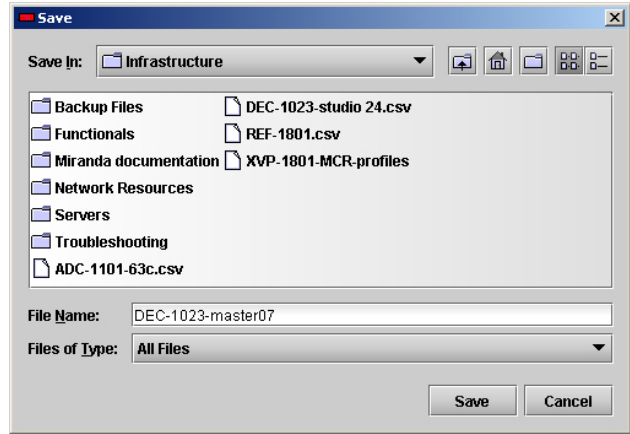 Save
Save In: Infrastructure
Backup Files
Functionals
Miranda documentation
Network Resources
Servers
Troubleshooting
ADC-1101-63c.csv
DEC-1023-studio 24.csv
REF-1801.csv
XVP-1801-MCR-profiles
File Name: DEC-1023-master07
Files of Type: All Files
Save Cancel